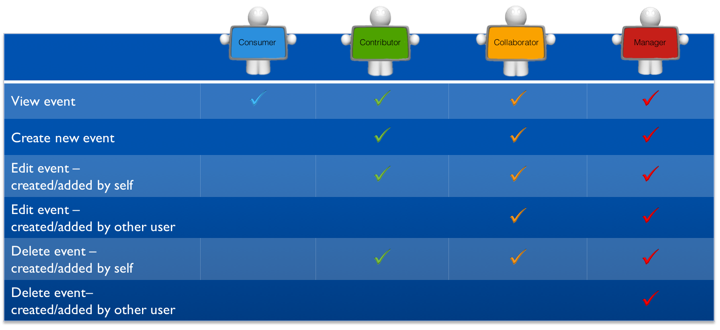 Consumer
Contributor
Collaborator
Manager
View event
Create new event
Edit event –
created/added by self
Edit event –
created/added by other user
Delete event –
created/added by self
Delete event–
created/added by other user